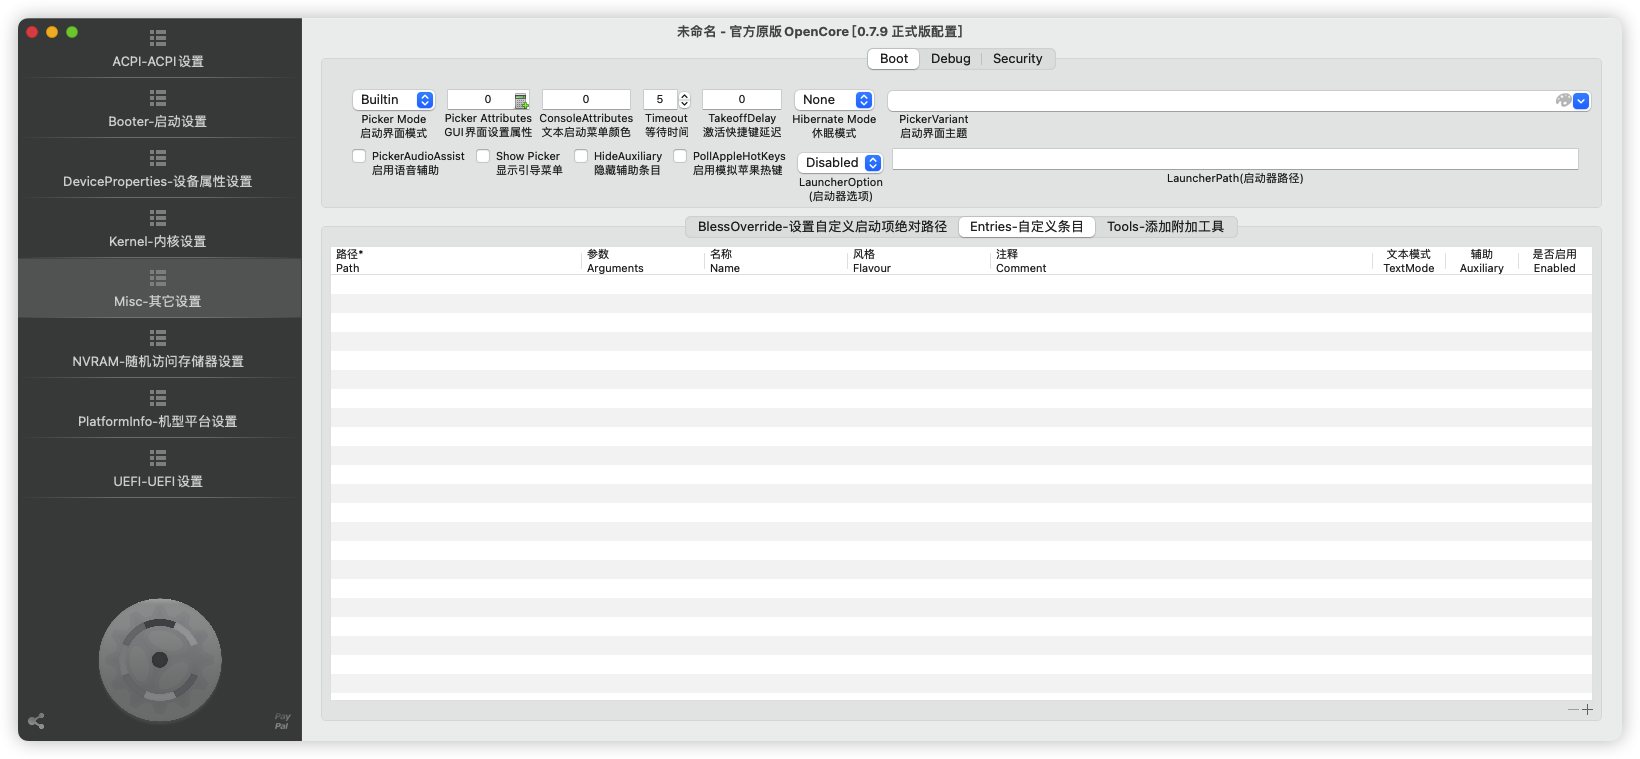 未命名 - 官方原版 OpenCore [0.7.9 正式版配置]
ACPI-ACPI 设置
Booter-启动设置
DeviceProperties-设备属性设置
Kernel-内核设置
Misc-其它设置
NVRAM-随机访问存储器设置
PlatformInfo-机型平台设置
UEFI-UEFI 设置
Pay
Pal
Boot Debug Security
Builtin 0 0 5 0 None
Picker Mode Picker Attributes ConsoleAttributes Timeout TakeoffDelay Hibernate Mode PickerVariant
启动界面模式 GUI 界面设置属性 文本启动菜单颜色 等待时间 激活快捷键延迟 休眠模式 启动界面主题
PickerAudioAssist Show Picker HideAuxiliary PollAppleHotKeys
启用语音辅助 显示引导菜单 隐藏辅助条目 启用模拟苹果热键
Disabled
LauncherOption
(启动器选项)
LauncherPath(启动器路径)
BlessOverride-设置自定义启动项绝对路径 Entries-自定义条目 Tools-添加附加工具
路径* 参数 名称 风格 注释 文本模式 辅助 是否启用
Path Arguments Name Flavour Comment TextMode Auxiliary Enabled